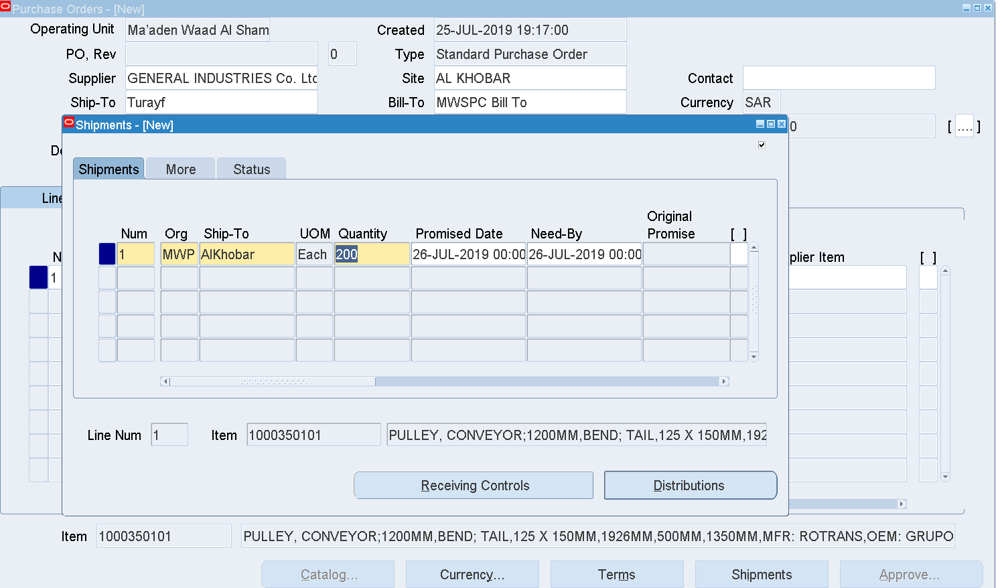 Purchase Orders - [New]
Operating Unit Ma'aden Waad Al Sham Created 25-JUL-2019 19:17:00
PO, Rev 0 Type Standard Purchase Order
Supplier GENERAL INDUSTRIES Co. Ltd Site AL KHOBAR Contact
Ship-To Turayf Bill-To MWSPC Bill To Currency SAR
Shipments - [New]
0 [ .... ]
De
Shipments More Status
Line
Original
Num Org Ship-To UOM Quantity Promised Date Need-By Promise [ ]
1 MWP AlKhobar Each 200 26-JUL-2019 00:00 26-JUL-2019 00:00
N plier Item [ ]
1
Line Num 1 Item 1000350101 PULLEY, CONVEYOR;1200MM,BEND; TAIL,125 X 150MM,192
Receiving Controls Distributions
Item 1000350101 PULLEY, CONVEYOR;1200MM,BEND; TAIL,125 X 150MM,1926MM,500MM,1350MM,MFR: ROTRANS,OEM: GRUPO
Catalog... Currency... Terms Shipments Approve...